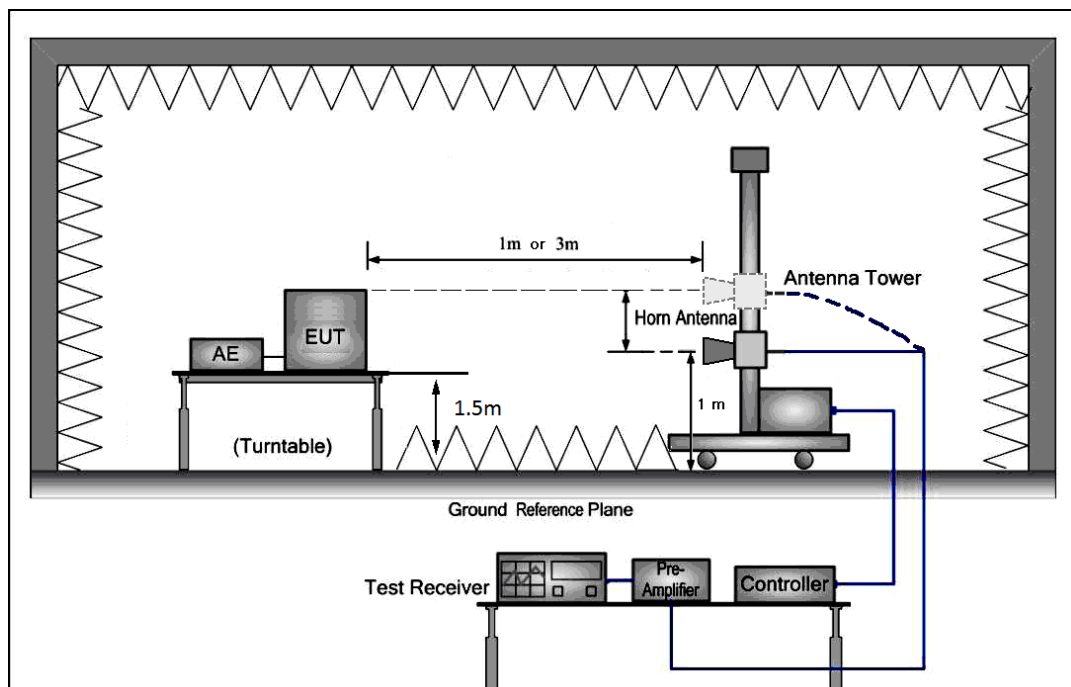 1m or 3m
Antenna Tower
Horn Antenna
EUT
AE
1 m
1.5m
(Turntable)
Ground Reference Plane
Test Receiver
Pre-
Amplifier
Controller